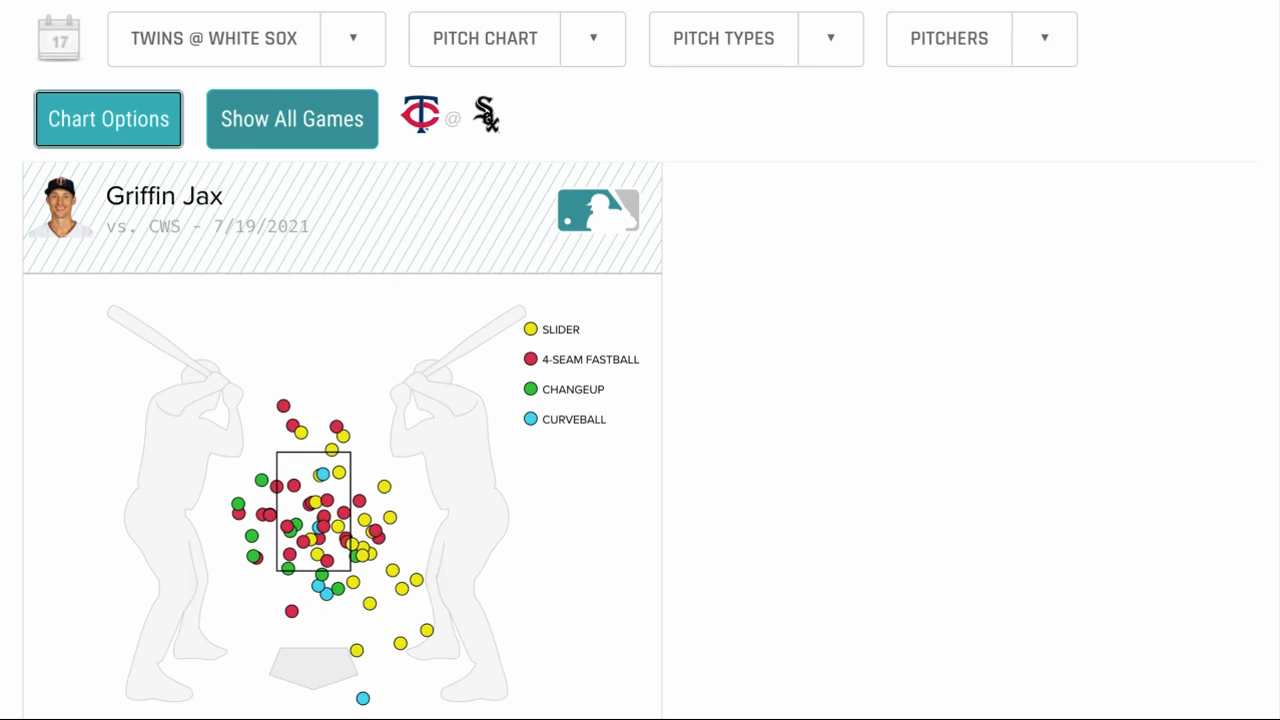 17
TWINS @ WHITE SOX
PITCH CHART
PITCH TYPES
PITCHERS
Chart Options
Show All Games
@
Sox
Griffin Jax
vs. CWS - 7/19/2021
SLIDER
4-SEAM FASTBALL
CHANGEUP
CURVEBALL